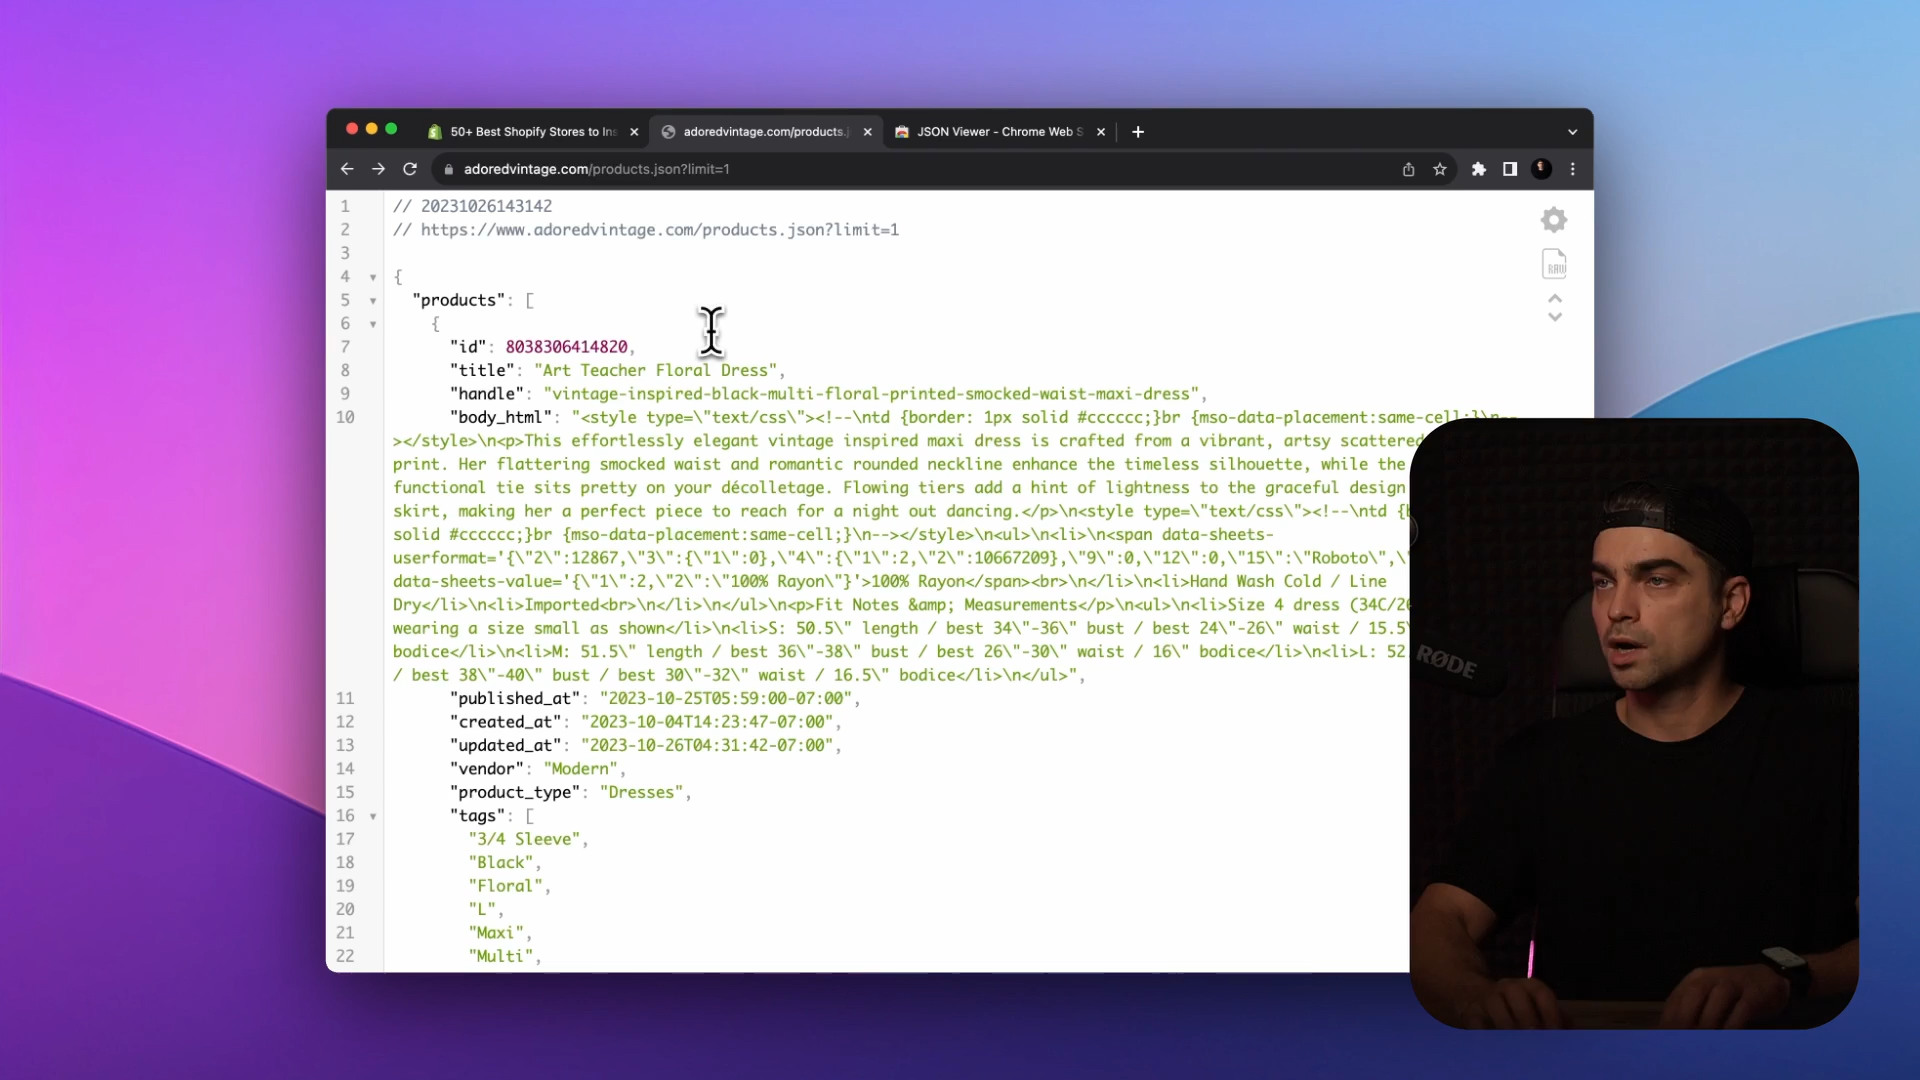 50+ Best Shopify Stores to Ins
adoredvintage.com/products.j
JSON Viewer - Chrome Web S
adoredvintage.com/products.json?limit=1
1 // 20231026143142
2 // https://www.adoredvintage.com/products.json?limit=1
3
4 {
5 "products": [
6 {
7 "id": 8038306414820,
8 "title": "Art Teacher Floral Dress",
9 "handle": "vintage-inspired-black-multi-floral-printed-smocked-waist-maxi-dress",
10 "body_html": "<style type=\"text/css\"><!--\ntd {border: 1px solid #cccccc;}br {mso-data-placement:same-cell;}\n--
></style>\n<p>This effortlessly elegant vintage inspired maxi dress is crafted from a vibrant, artsy scattered
print. Her flattering smocked waist and romantic rounded neckline enhance the timeless silhouette, while the
functional tie sits pretty on your décolletage. Flowing tiers add a hint of lightness to the graceful design
skirt, making her a perfect piece to reach for a night out dancing.</p>\n<style type=\"text/css\"><!--\ntd {b
solid #cccccc;}br {mso-data-placement:same-cell;}\n--></style>\n<ul>\n<li>\n<span data-sheets-
userformat='{\"2\":12867,\"3\":{\"1\":0},\"4\":{\"1\":2,\"2\":10667209},\"9\":0,\"12\":0,\"15\":\"Roboto\",\"
data-sheets-value='{\"1\":2,\"2\":\"100% Rayon\"}'>100% Rayon</span><br>\n</li>\n<li>Hand Wash Cold / Line
Dry</li>\n<li>Imported<br>\n</li>\n</ul>\n<p>Fit Notes &amp; Measurements</p>\n<ul>\n<li>Size 4 dress (34C/26
wearing a size small as shown</li>\n<li>S: 50.5\" length / best 34\"-36\" bust / best 24\"-26\" waist / 15.5\
bodice</li>\n<li>M: 51.5\" length / best 36\"-38\" bust / best 26\"-30\" waist / 16\" bodice</li>\n<li>L: 52
/ best 38\"-40\" bust / best 30\"-32\" waist / 16.5\" bodice</li>\n</ul>",
11 "published_at": "2023-10-25T05:59:00-07:00",
12 "created_at": "2023-10-04T14:23:47-07:00",
13 "updated_at": "2023-10-26T04:31:42-07:00",
14 "vendor": "Modern",
15 "product_type": "Dresses",
16 "tags": [
17 "3/4 Sleeve",
18 "Black",
19 "Floral",
20 "L",
21 "Maxi",
22 "Multi",
RAW
RØDE